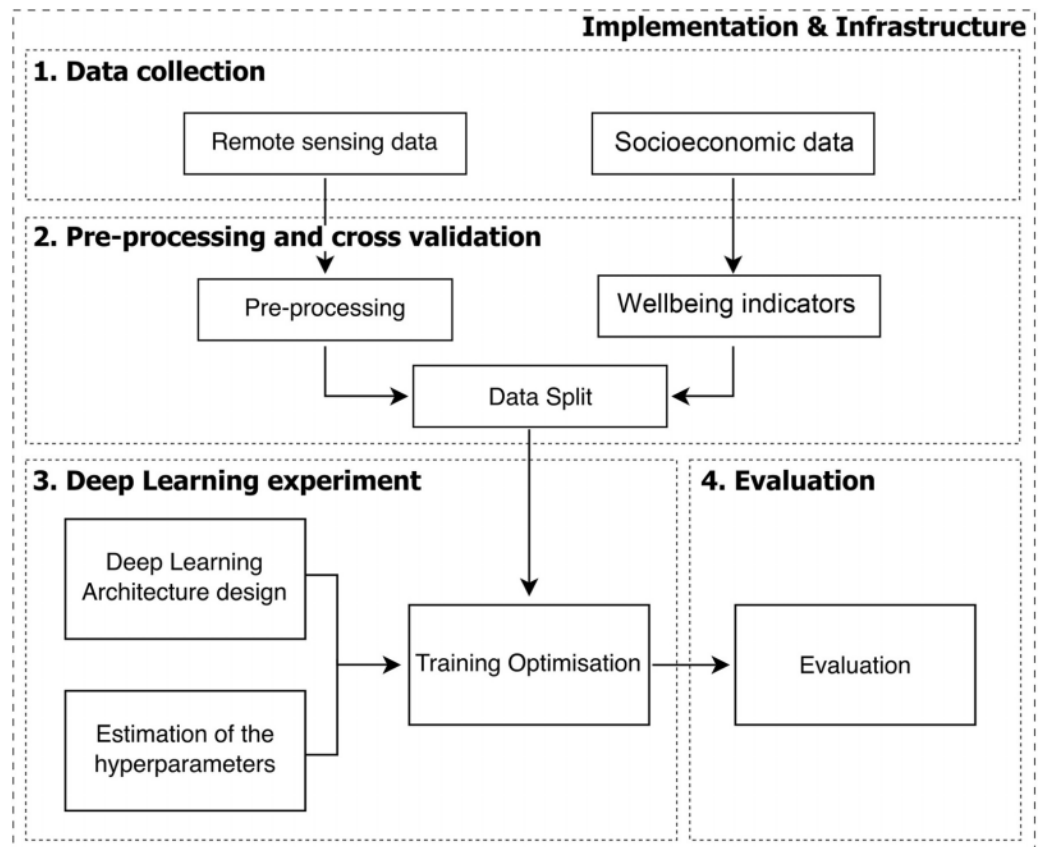 Implementation & Infrastructure
1. Data collection
Remote sensing data
Socioeconomic data
2. Pre-processing and cross validation
Pre-processing
Wellbeing indicators
Data Split
3. Deep Learning experiment
Deep Learning
Architecture design
Estimation of the
hyperparameters
Training Optimisation
4. Evaluation
Evaluation